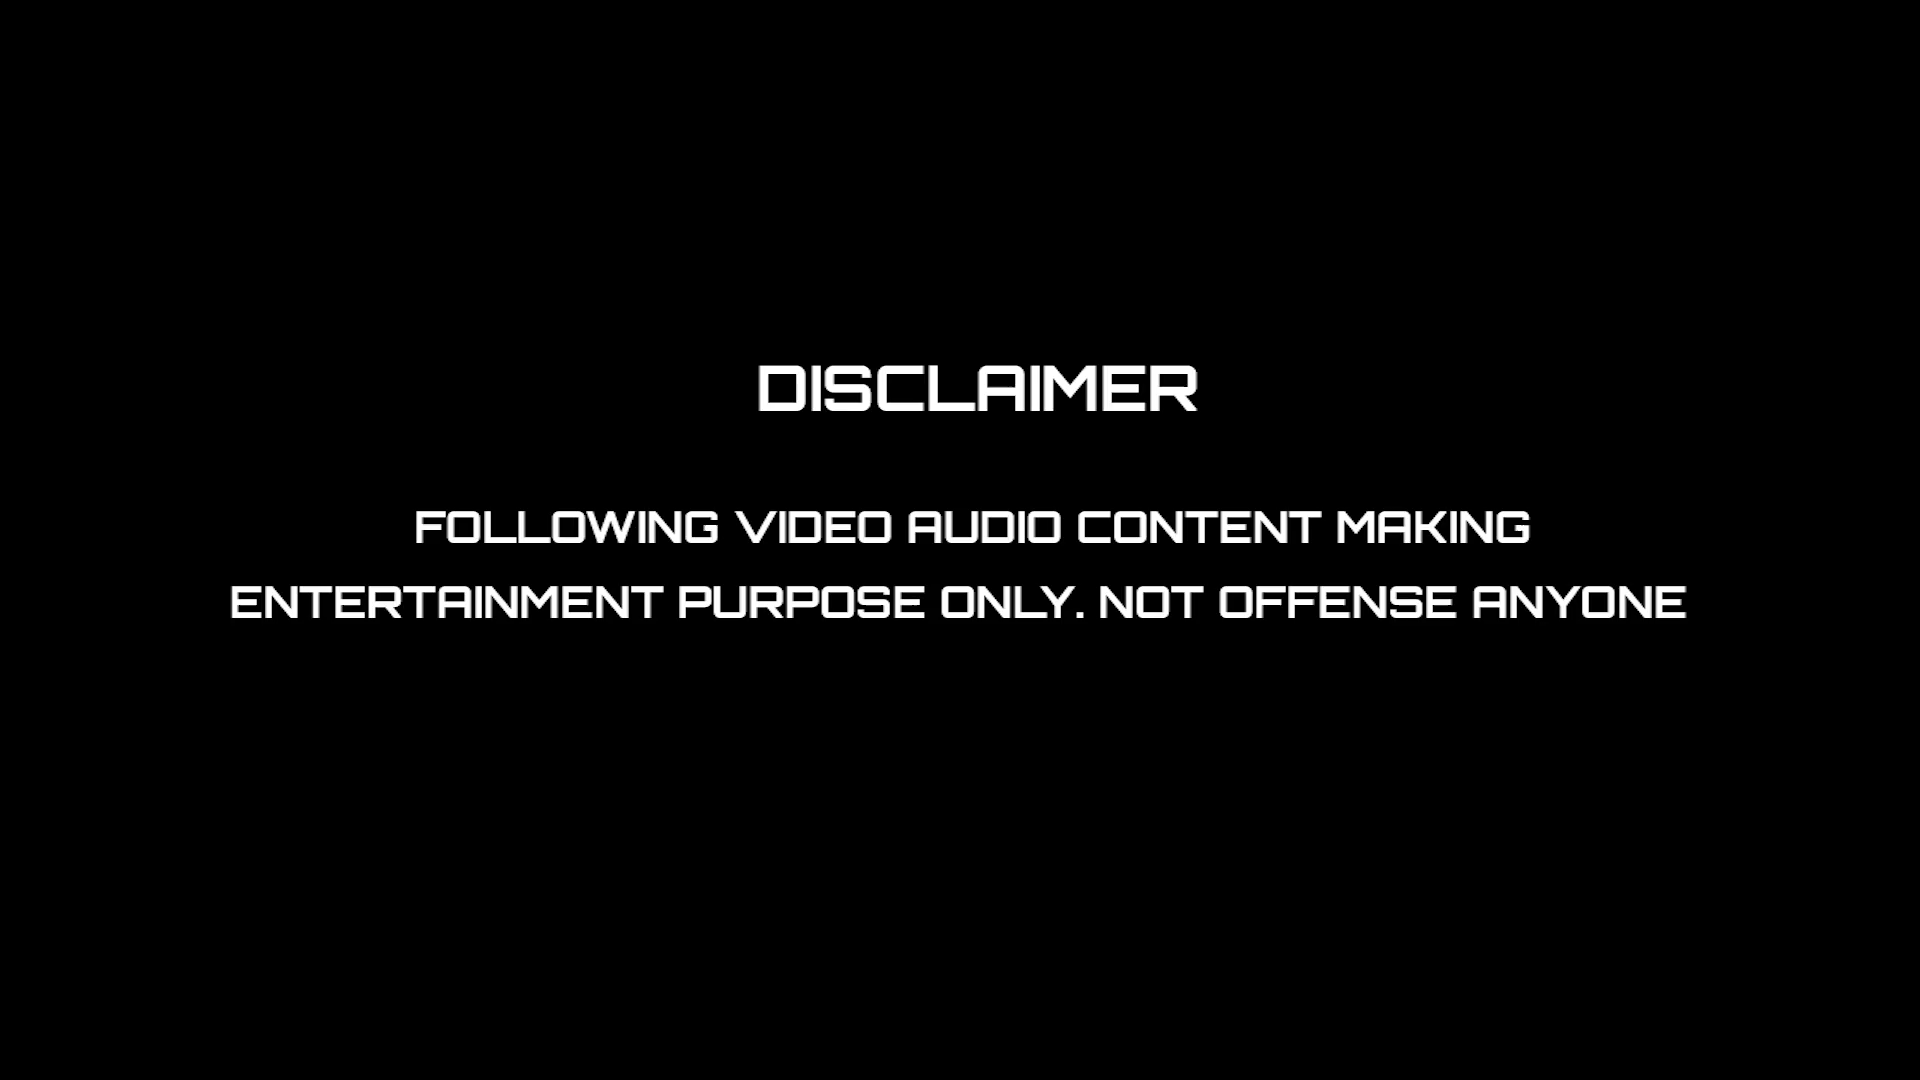 DISCLAIMER
FOLLOWING VIDEO AUDIO CONTENT MAKING
ENTERTAINMENT PURPOSE ONLY. NOT OFFENSE ANYONE